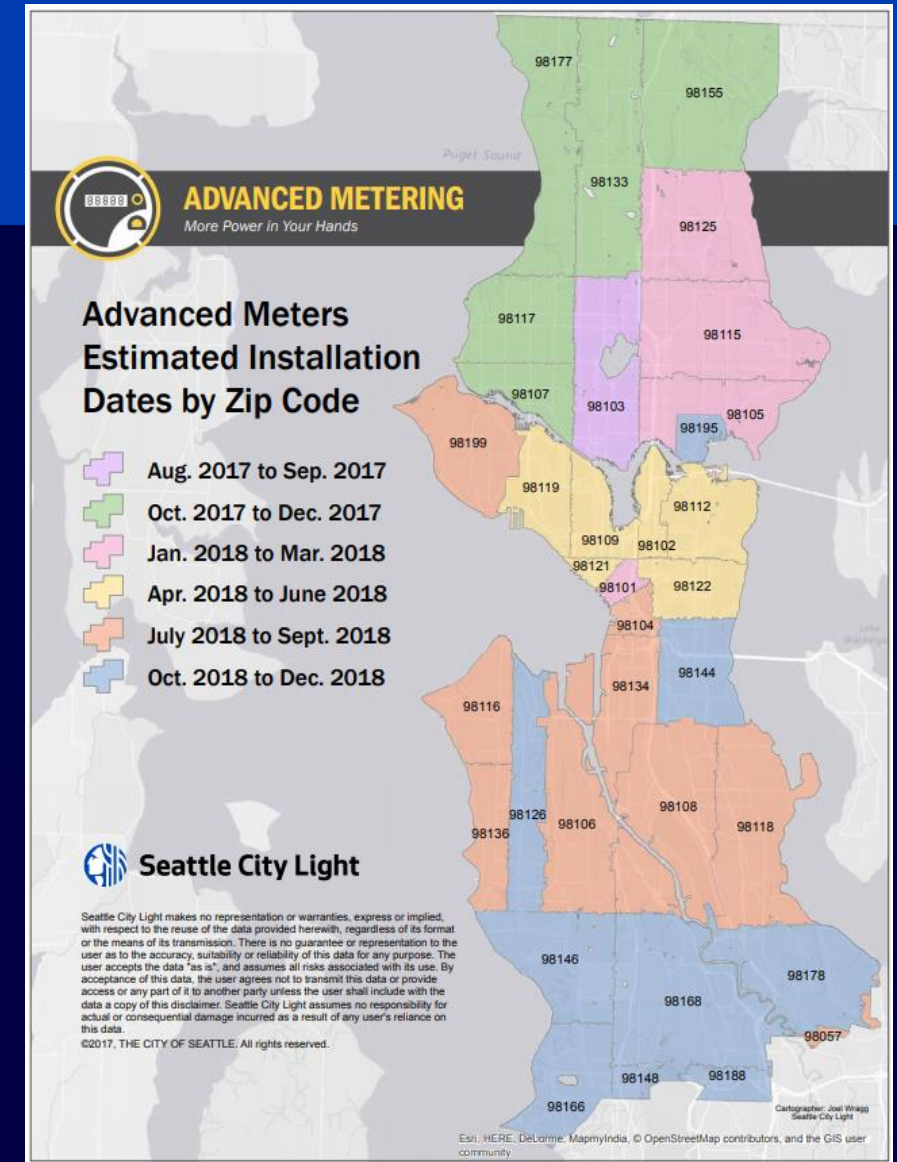 98177
98155
Puget Sound
98133
88888
ADVANCED METERING
More Power in Your Hands
98125
Advanced Meters
Estimated Installation
Dates by Zip Code
98117
98115
98107
98103
98105
98195
98199
Aug. 2017 to Sep. 2017
Oct. 2017 to Dec. 2017
Jan. 2018 to Mar. 2018
Apr. 2018 to June 2018
July 2018 to Sept. 2018
Oct. 2018 to Dec. 2018
98119
98112
98109
98102
98121
98101
98122
98104
98144
98134
98116
98126
98136
98106
98108
98118
Seattle City Light
Seattle City Light makes no representation or warranties, express or implied,
with respect to the reuse of the data provided herewith, regardless of its format
or the means of its transmission. There is no guarantee or representation to the
user as to the accuracy, suitability or reliability of this data for any purpose. The
user accepts the data "as is", and assumes all risks associated with its use. By
acceptance of this data, the user agrees not to transmit this data or provide
access or any part of it to another party unless the user shall include with the
data a copy of this disclaimer. Seattle City Light assumes no responsibility for
actual or consequential damage incurred as a result of any user's reliance on
this data.
©2017, THE CITY OF SEATTLE. All rights reserved.
98146
98178
98168
98057
98148
98188
98166
Cartographer: Joel Wragg
Seattle City Light
Esri, HERE, DeLorme, MapmyIndia, © OpenStreetMap contributors, and the GIS user
community